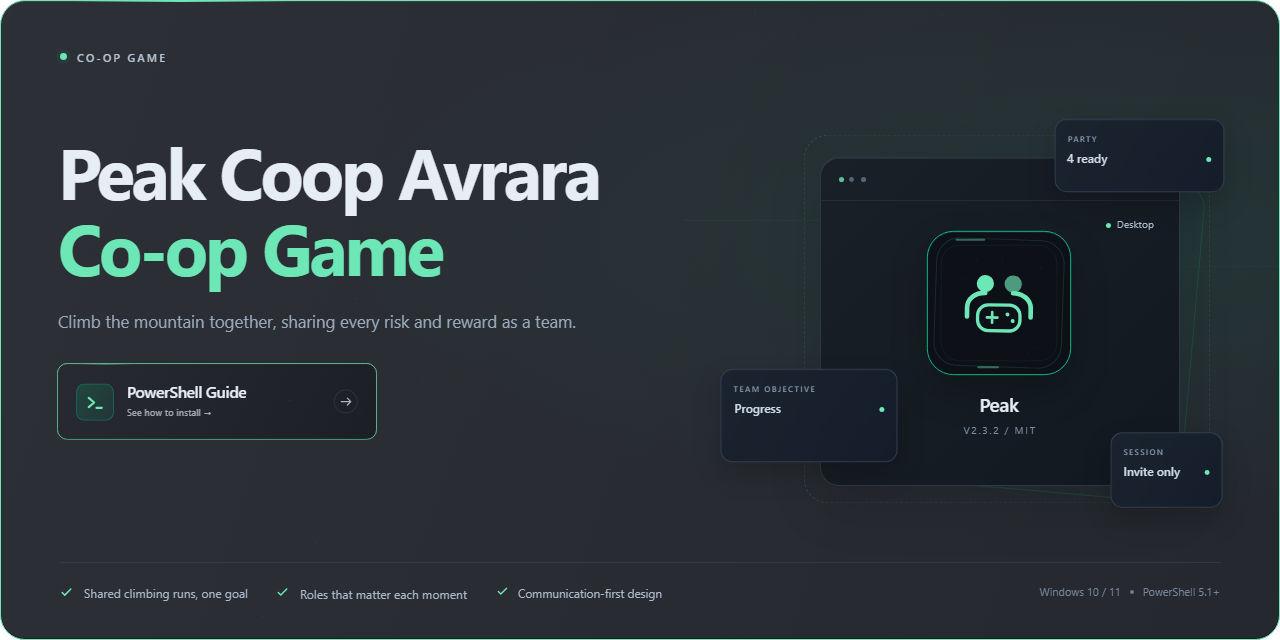 CO-OP GAME
Peak Coop Avrara
Co-op Game
Climb the mountain together, sharing every risk and reward as a team.
PowerShell Guide
See how to install →
PARTY
4 ready
Desktop
TEAM OBJECTIVE
Progress
Peak
V2.3.2 / MIT
SESSION
Invite only
Shared climbing runs, one goal
Roles that matter each moment
Communication-first design
Windows 10 / 11 • PowerShell 5.1+